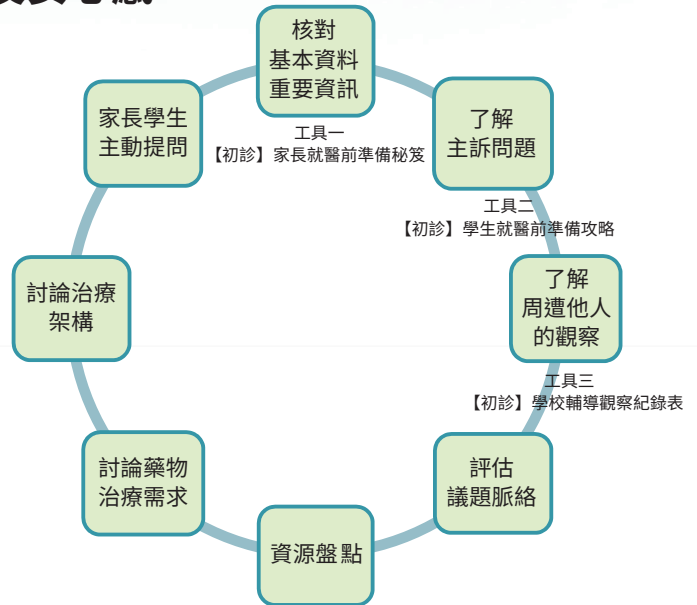 核對
基本資料
重要資訊
工具一
【初診】家長就醫前準備秘笈
了解
主訴問題
工具二
【初診】學生就醫前準備攻略
了解
周遭他人
的觀察
工具三
【初診】學校輔導觀察紀錄表
評估
議題脈絡
資源盤點
討論藥物
治療需求
討論治療
架構
家長學生
主動提問